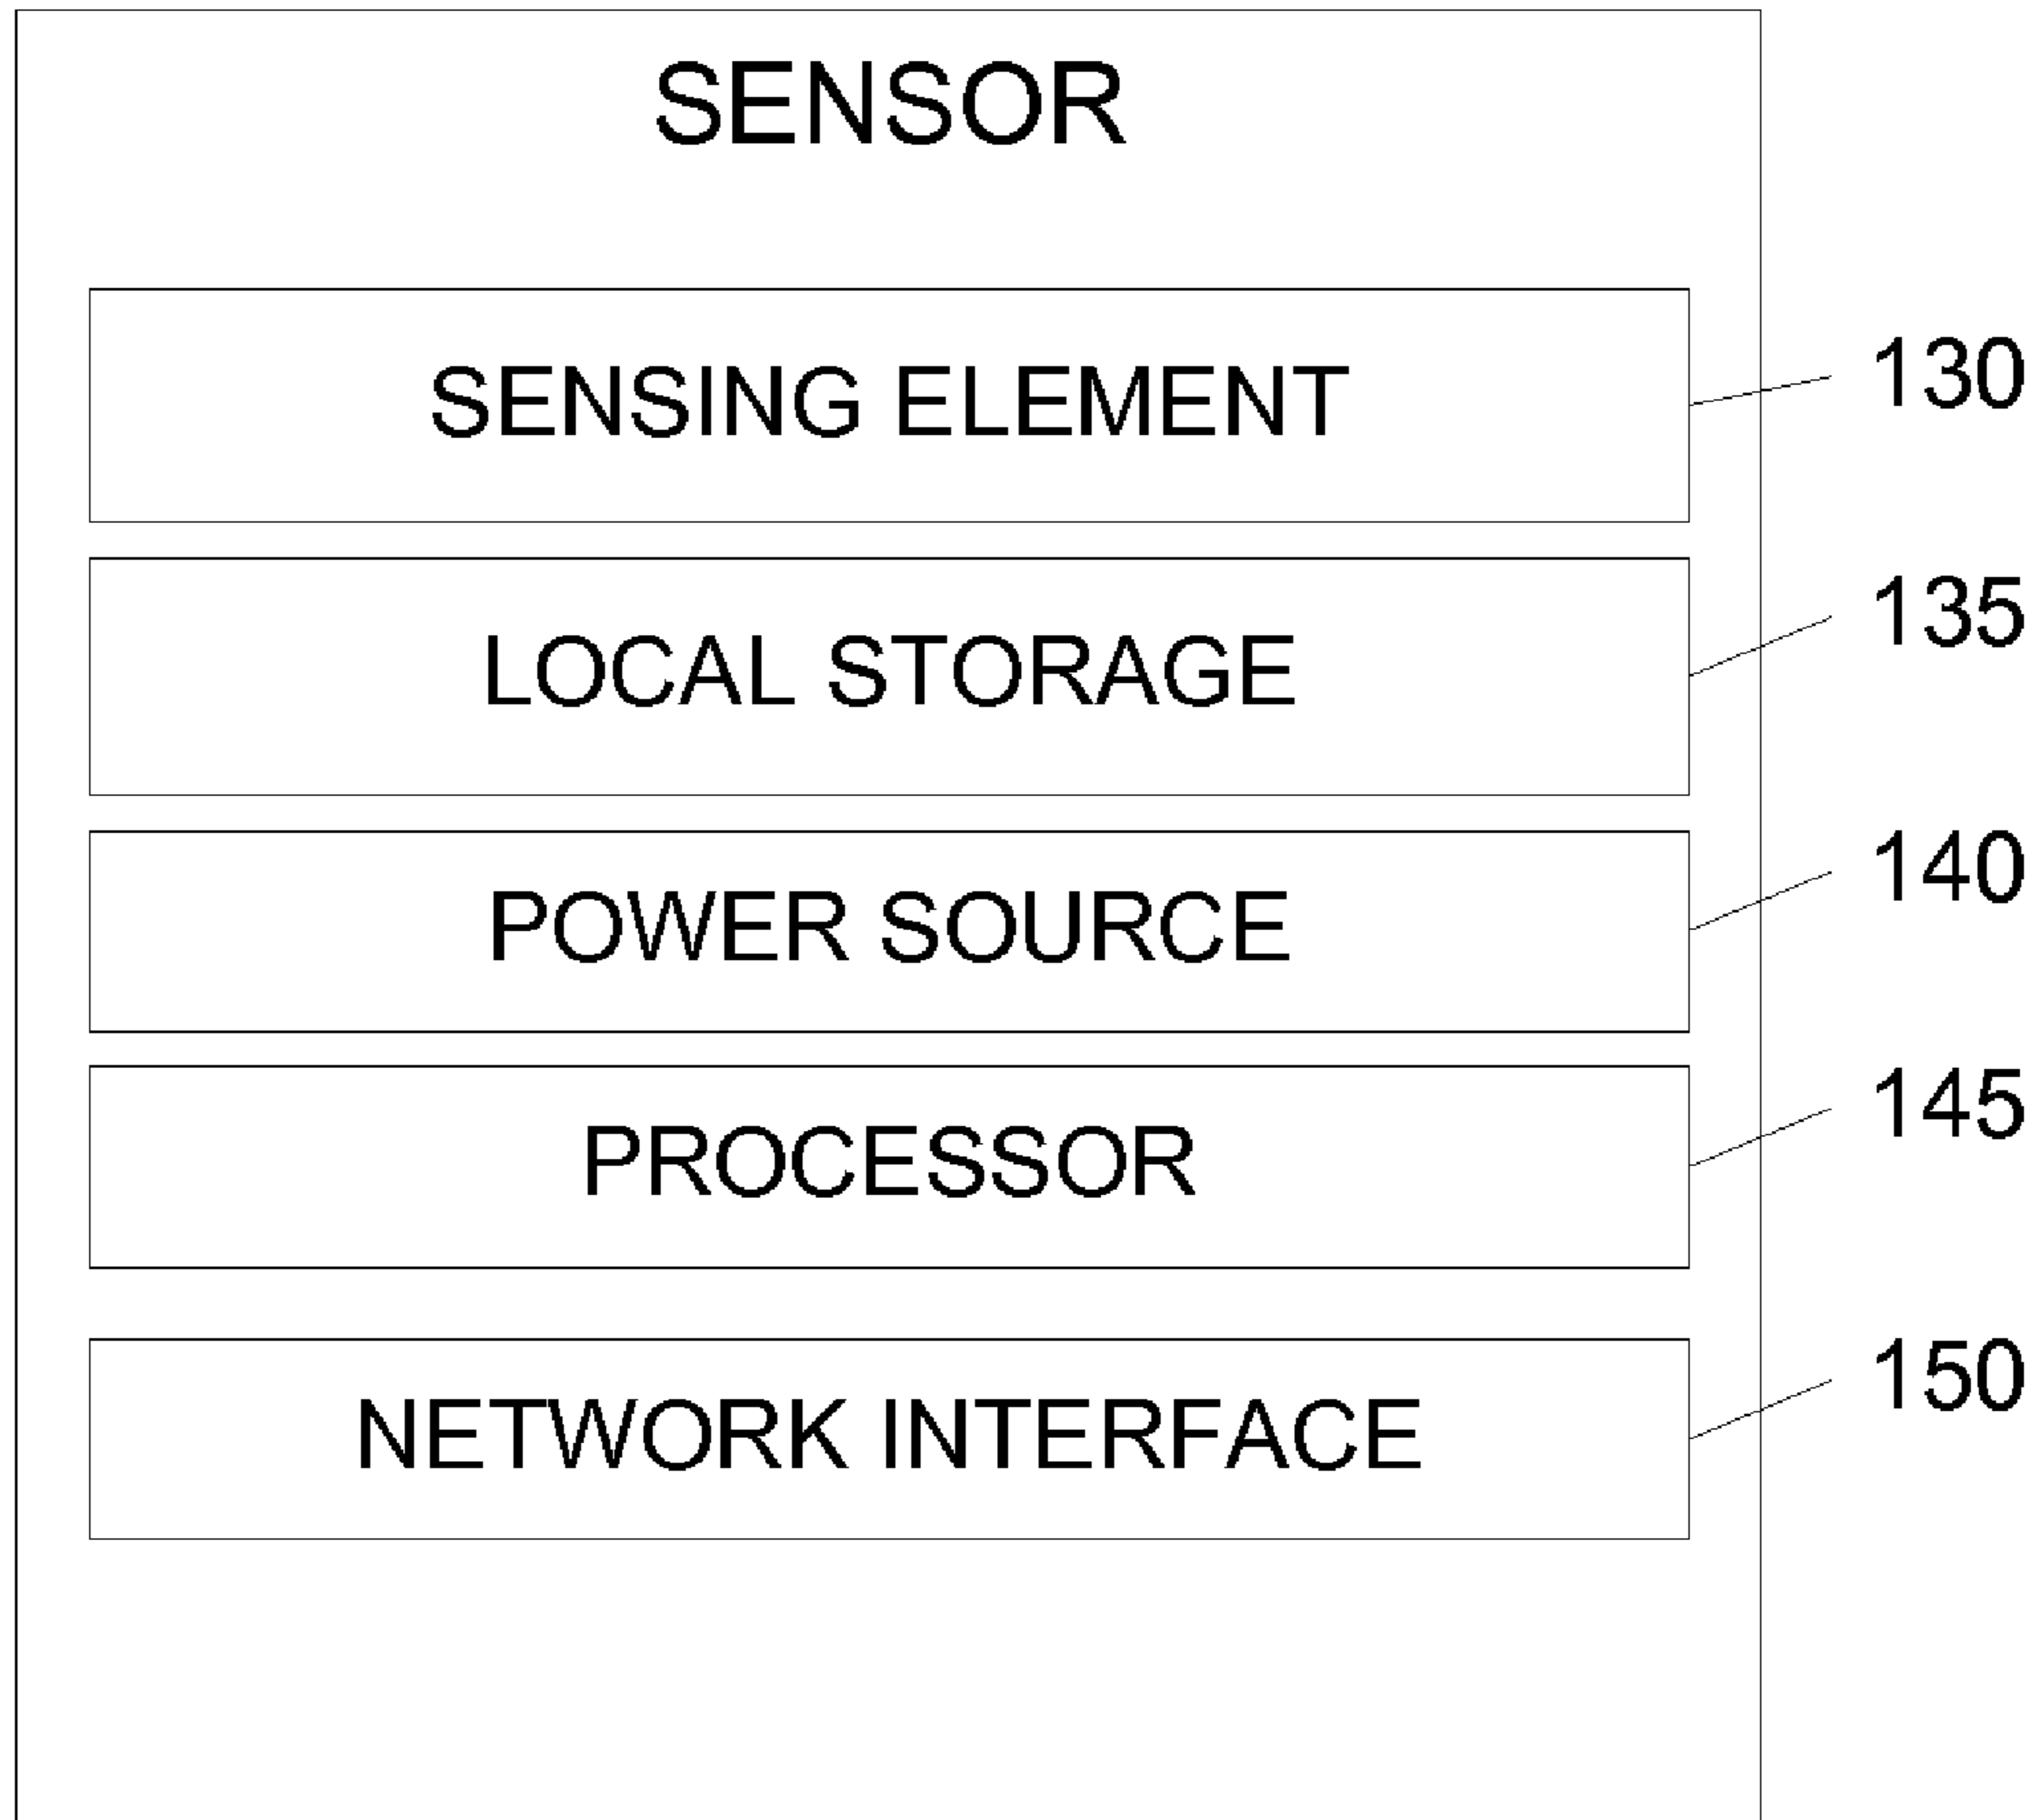 SENSOR
SENSING ELEMENT
130
LOCAL STORAGE
135
POWER SOURCE
140
PROCESSOR
145
NETWORK INTERFACE
150